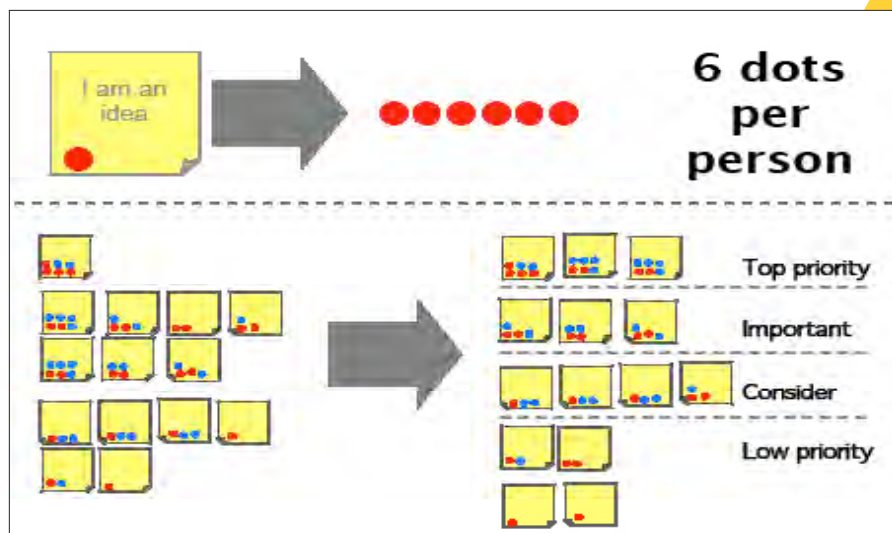 I am an
idea
6 dots
per
person
Top priority
Important
Consider
Low priority